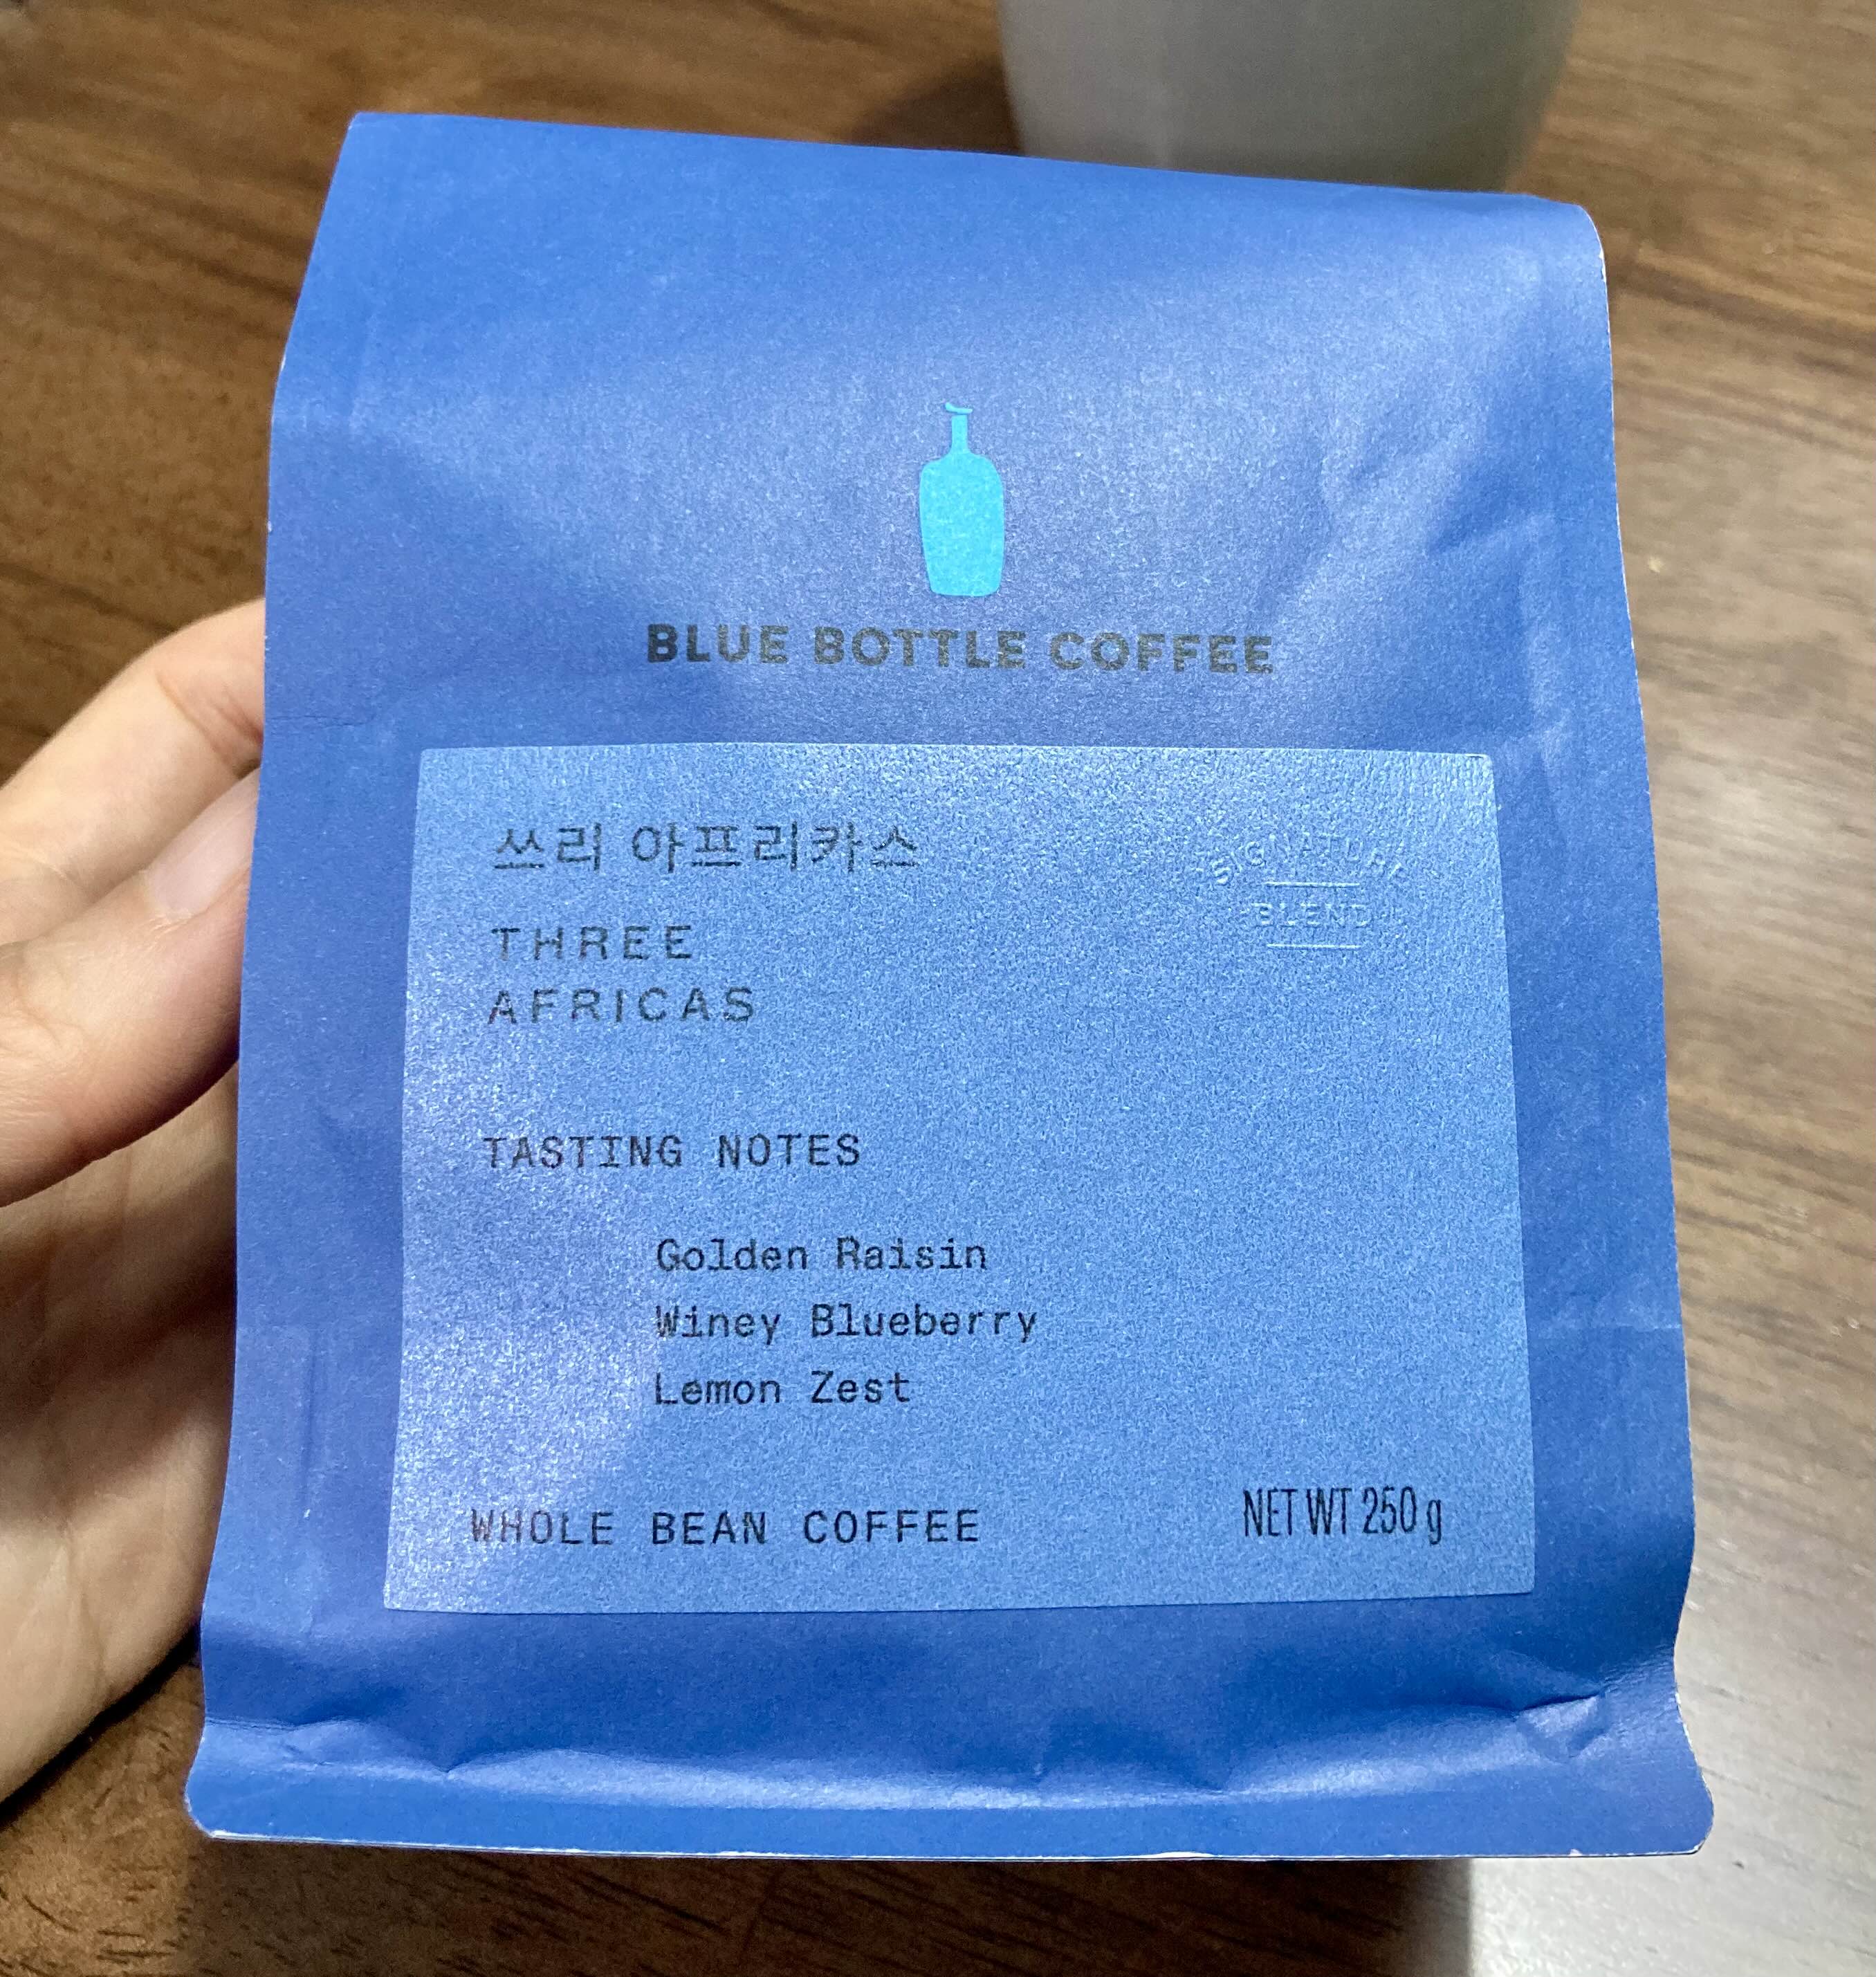 BLUE BOTTLE COFFEE
쓰리 아프리카스
SIGNATURE
BLEND
THREE
AFRICAS
TASTING NOTES
Golden Raisin
Winey Blueberry
Lemon Zest
WHOLE BEAN COFFEE
NET WT 250 g